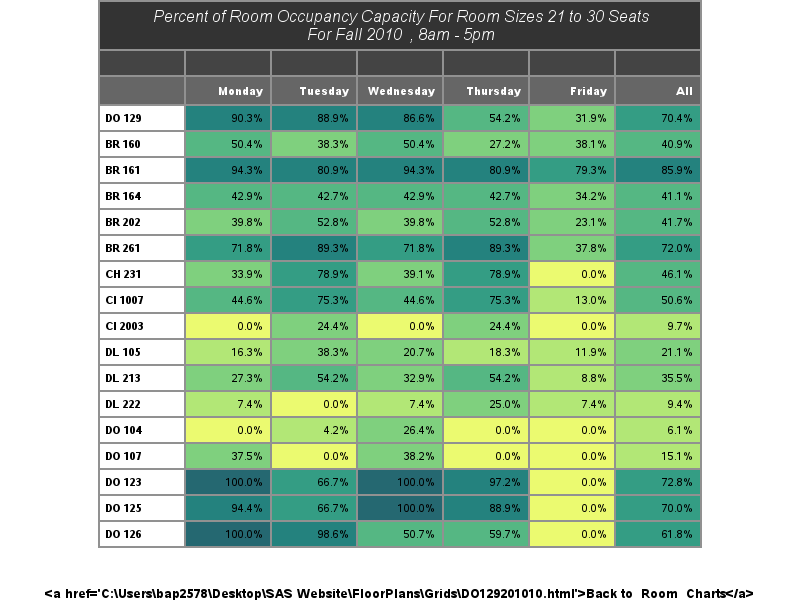 Percent of Room Occupancy Capacity For Room Sizes 21 to 30 Seats
For Fall 2010 , 8am - 5pm
Monday Tuesday Wednesday Thursday Friday All
DO 129 90.3% 88.9% 86.6% 54.2% 31.9% 70.4%
BR 160 50.4% 38.3% 50.4% 27.2% 38.1% 40.9%
BR 161 94.3% 80.9% 94.3% 80.9% 79.3% 85.9%
BR 164 42.9% 42.7% 42.9% 42.7% 34.2% 41.1%
BR 202 39.8% 52.8% 39.8% 52.8% 23.1% 41.7%
BR 261 71.8% 89.3% 71.8% 89.3% 37.8% 72.0%
CH 231 33.9% 78.9% 39.1% 78.9% 0.0% 46.1%
CI 1007 44.6% 75.3% 44.6% 75.3% 13.0% 50.6%
CI 2003 0.0% 24.4% 0.0% 24.4% 0.0% 9.7%
DL 105 16.3% 38.3% 20.7% 18.3% 11.9% 21.1%
DL 213 27.3% 54.2% 32.9% 54.2% 8.8% 35.5%
DL 222 7.4% 0.0% 7.4% 25.0% 7.4% 9.4%
DO 104 0.0% 4.2% 26.4% 0.0% 0.0% 6.1%
DO 107 37.5% 0.0% 38.2% 0.0% 0.0% 15.1%
DO 123 100.0% 66.7% 100.0% 97.2% 0.0% 72.8%
DO 125 94.4% 66.7% 100.0% 88.9% 0.0% 70.0%
DO 126 100.0% 98.6% 50.7% 59.7% 0.0% 61.8%
<a href='C:\Users\bap2578\Desktop\SAS Website\FloorPlans\Grids\DO129201010.html'>Back to Room Charts</a>